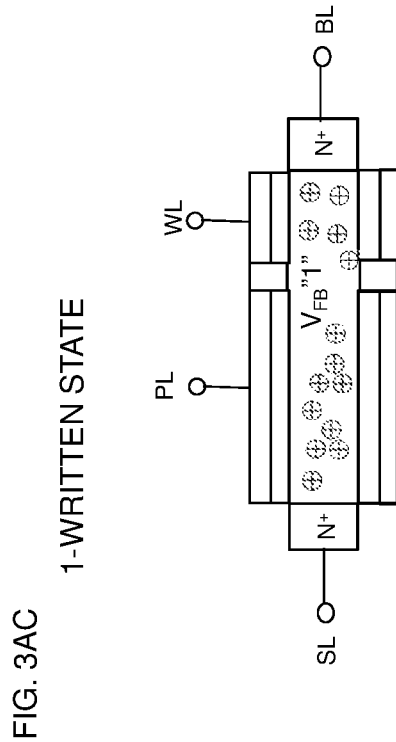 FIG. 3AC
1-WRITTEN STATE
PL
WL
SL
N+
VFB"1"
N+
BL